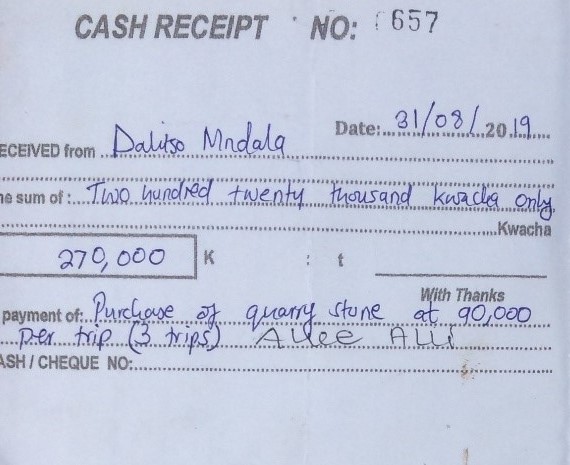 CASH RECEIPT NO: 657
Date: 31/08/2019
ECEIVED from Dalitso Mndala
e sum of: Two hundred twenty thousand kwacha only
Kwacha
270,000 K : t
With Thanks
payment of: Purchase of quarry stone at 90,000
per trip (3 trips) Allee Alli
ASH / CHEQUE NO: